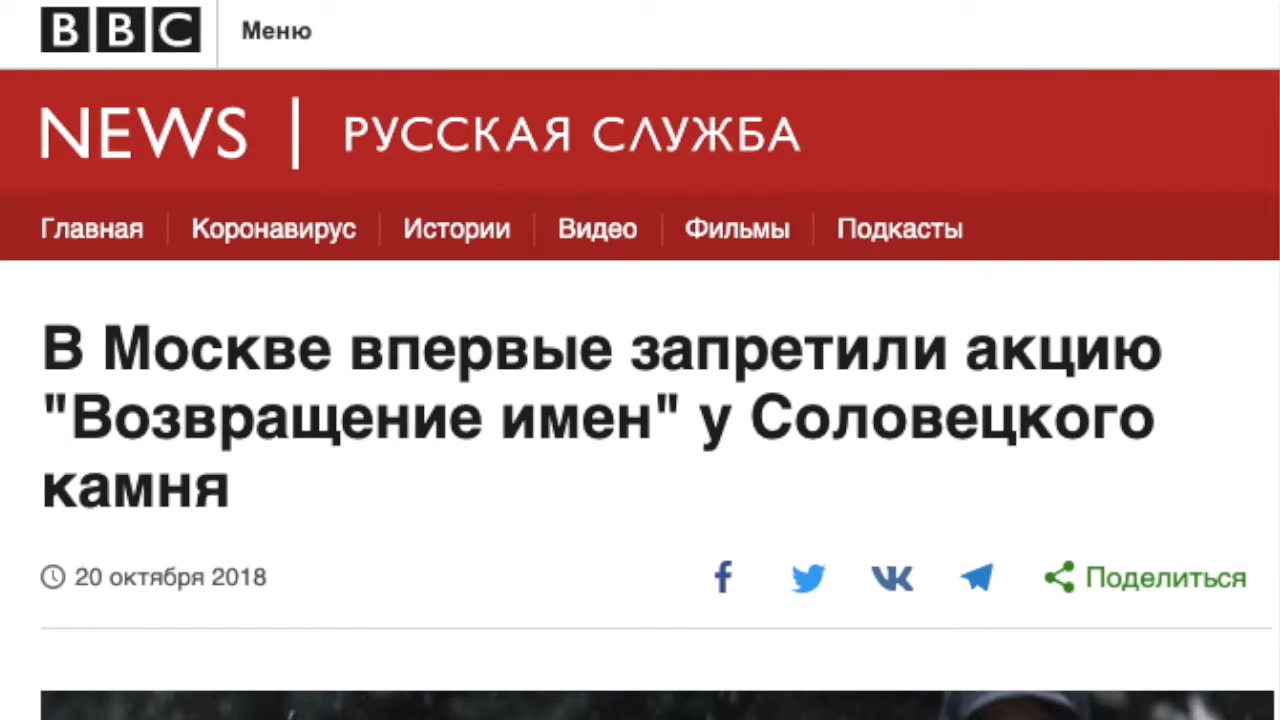 BBC Меню
NEWS | РУССКАЯ СЛУЖБА
Главная Коронавирус Истории Видео Фильмы Подкасты
В Москве впервые запретили акцию
"Возвращение имен" у Соловецкого
камня
20 октября 2018 Поделиться